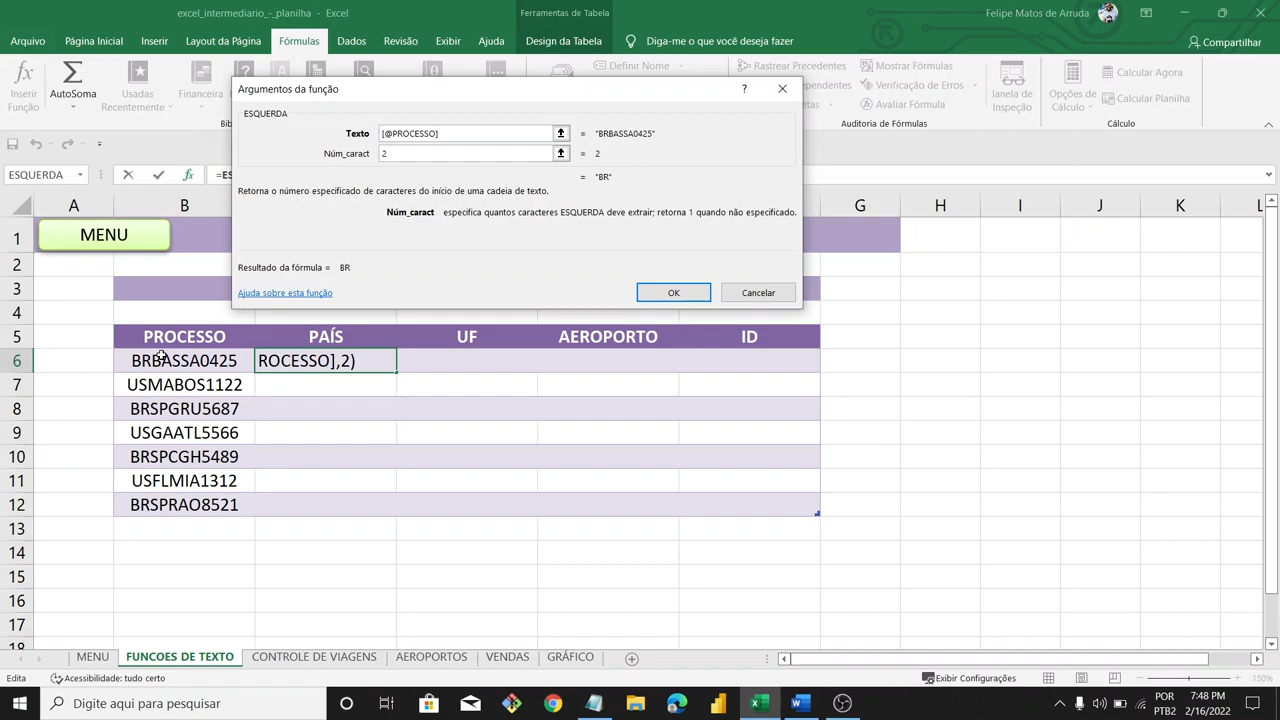 excel_intermediario_-_planilha - Excel
Ferramentas de Tabela
Felipe Matos de Arruda
Arquivo Página Inicial Inserir Layout da Página Fórmulas Dados Revisão Exibir Ajuda Design da Tabela Diga-me o que você deseja fazer Compartilhar
Inserir Função
AutoSoma
Usadas Recentemente
Financeira
Definir Nome
Rastrear Precedentes
Mostrar Fórmulas
Verificação de Erros
Avaliar Fórmula
Janela de Inspeção
Opções de Cálculo
Calcular Agora
Calcular Planilha
Auditoria de Fórmulas
Cálculo
Argumentos da função ?
ESQUERDA
Texto [@PROCESSO] = "BRBASSA0425"
Núm_caract 2 = 2
= "BR"
Retorna o número especificado de caracteres do início de uma cadeia de texto.
Núm_caract especifica quantos caracteres ESQUERDA deve extrair; retorna 1 quando não especificado.
Resultado da fórmula = BR
Ajuda sobre esta função
OK Cancelar
ESQUERDA fx
A B G H I J K L
1 MENU
2
3
4
5 PROCESSO PAÍS UF AEROPORTO ID
6 BRBASSA0425 ROCESSO],2)
7 USMABOS1122
8 BRSPGRU5687
9 USGAATL5566
10 BRSPCGH5489
11 USFLMIA1312
12 BRSPRAO8521
13
14
15
16
17
18
MENU FUNCOES DE TEXTO CONTROLE DE VIAGENS AEROPORTOS VENDAS GRÁFICO
Edita Acessibilidade: tudo certo Exibir Configurações 150%
Digite aqui para pesquisar
POR
PTB2
7:48 PM
2/16/2022